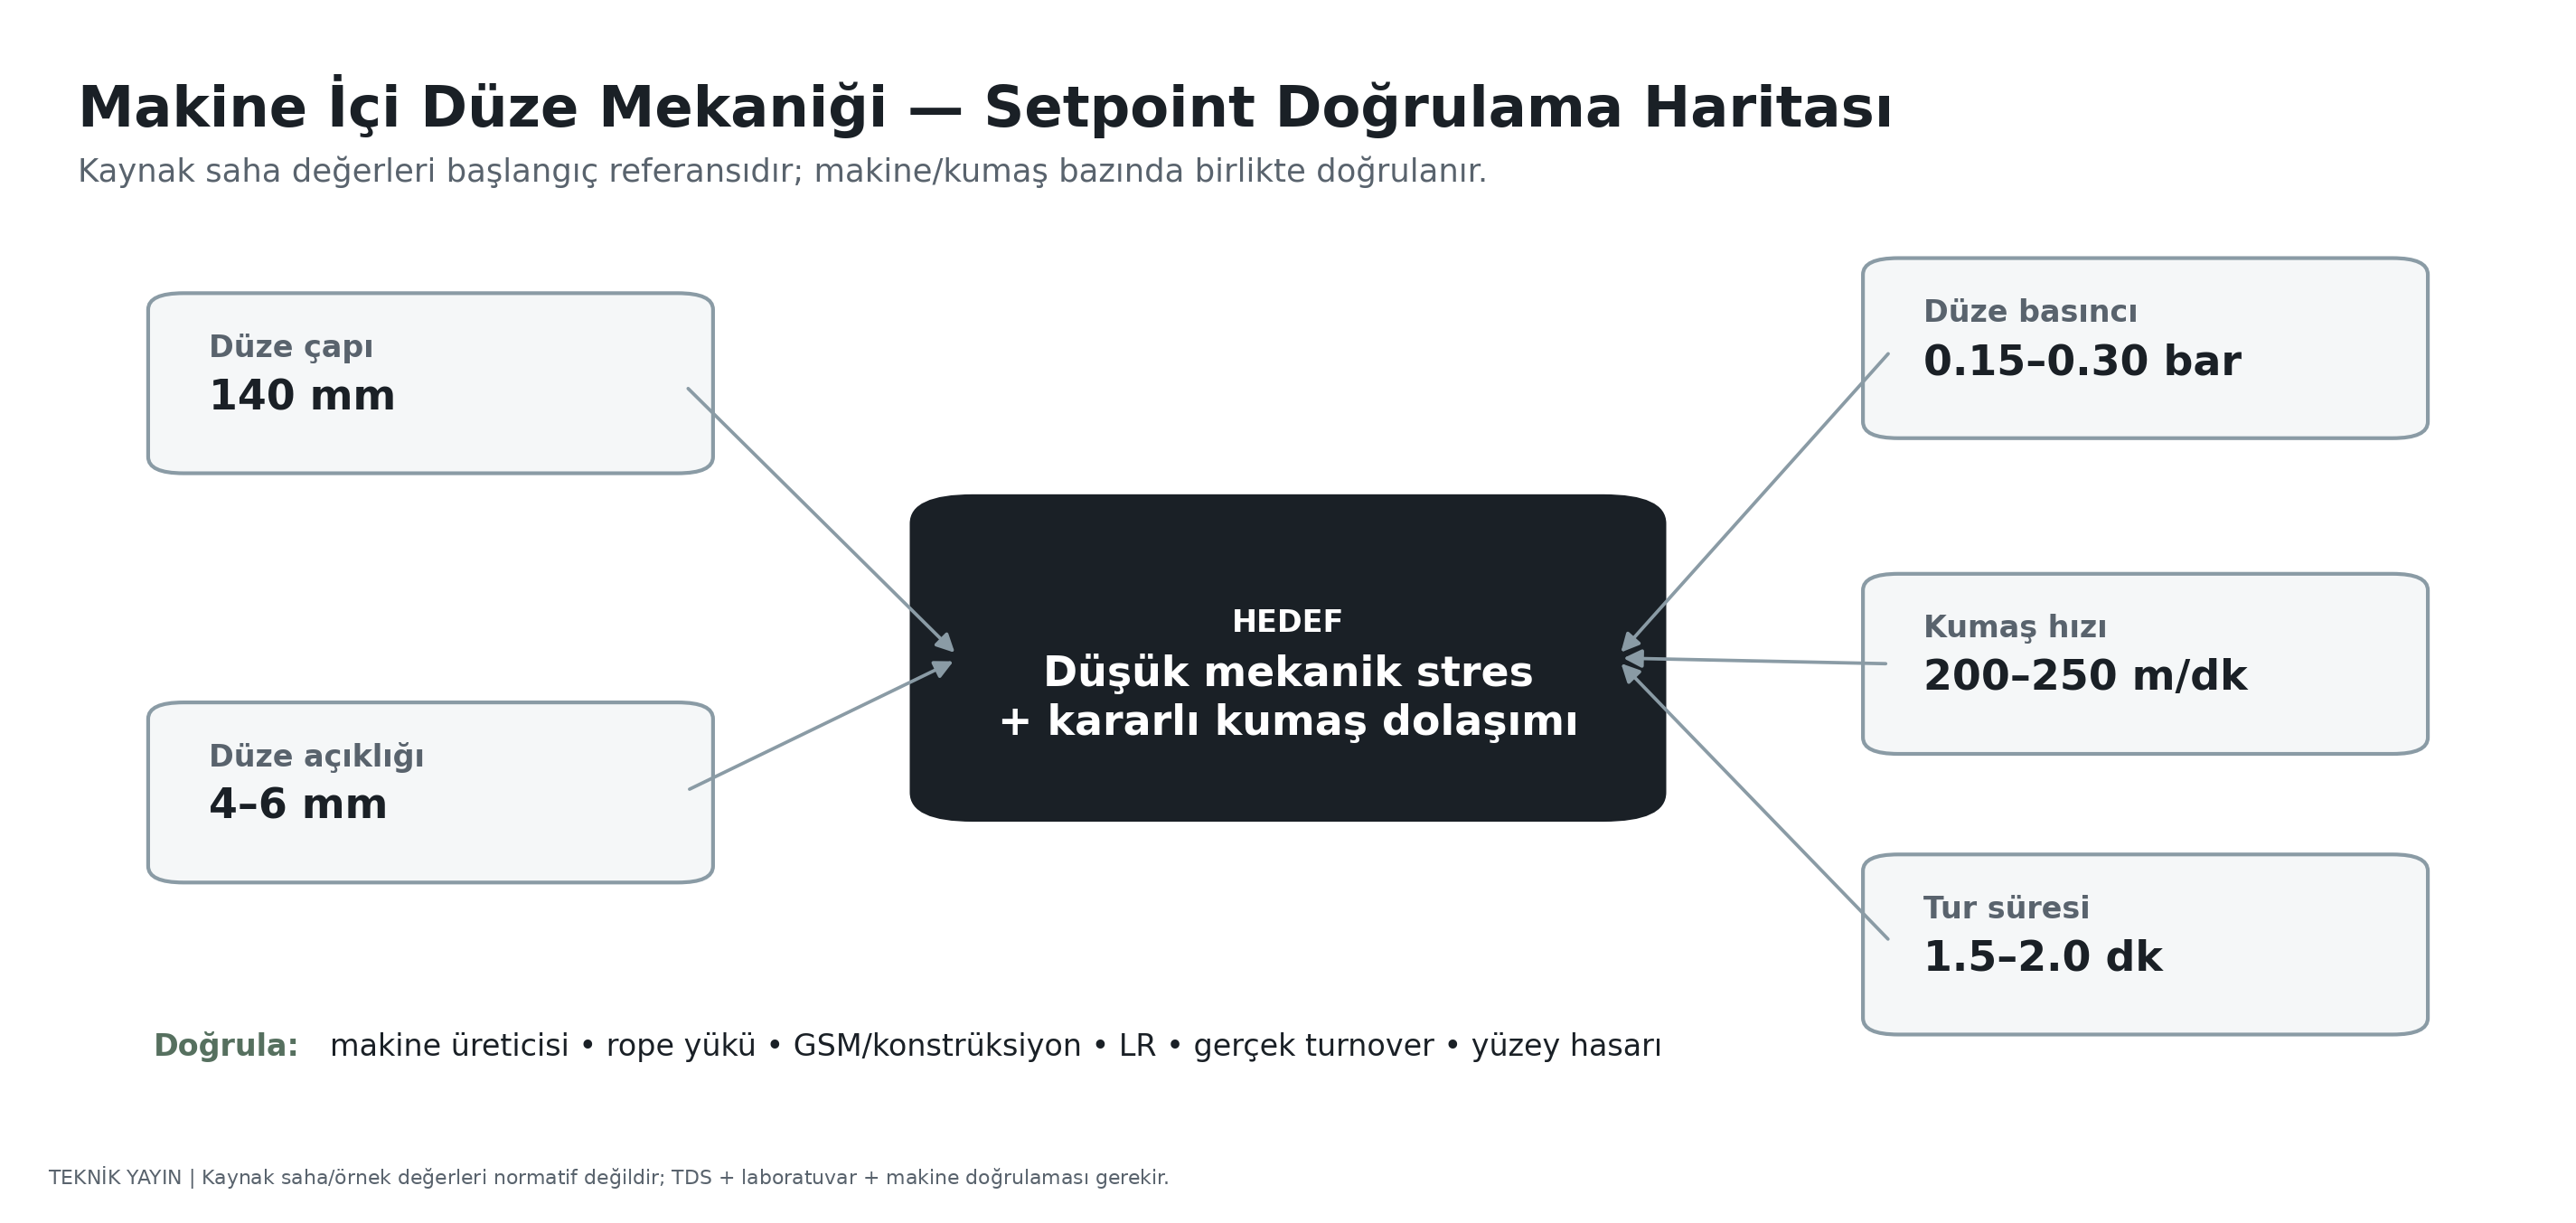 Makine İçi Düze Mekaniği — Setpoint Doğrulama Haritası
Kaynak saha değerleri başlangıç referansıdır; makine/kumaş bazında birlikte doğrulanır.
Düze çapı
140 mm
Düze açıklığı
4–6 mm
HEDEF
Düşük mekanik stres
+ kararlı kumaş dolaşımı
Düze basıncı
0.15–0.30 bar
Kumaş hızı
200–250 m/dk
Tur süresi
1.5–2.0 dk
Doğrula: makine üreticisi • rope yükü • GSM/konstrüksiyon • LR • gerçek turnover • yüzey hasarı
TEKNİK YAYIN | Kaynak saha/örnek değerleri normatif değildir; TDS + laboratuvar + makine doğrulaması gerekir.